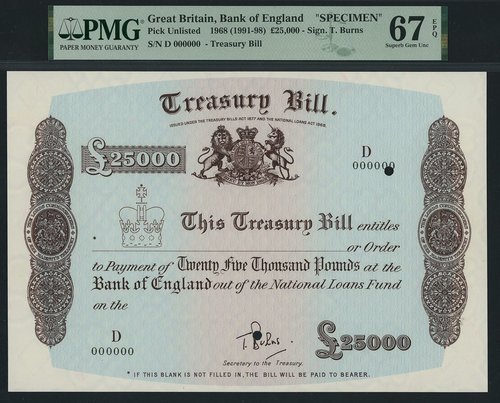 PMG
PAPER MONEY GUARANTY
Great Britain, Bank of England "SPECIMEN"
Pick Unlisted 1968 (1991-98) £25,000 - Sign. T. Burns
S/N D 000000 - Treasury Bill
67 EPQ
Superb Gem Unc
Treasury Bill.
ISSUED UNDER THE TREASURY BILLS ACT 1877 AND THE NATIONAL LOANS ACT 1968.
£25000
D
000000
This Treasury Bill entitles
*
or Order
to Payment of Twenty Five Thousand Pounds at the
Bank of England out of the National Loans Fund
on the
D
000000
T Burns.
Secretary to the Treasury.
£25000
* IF THIS BLANK IS NOT FILLED IN, THE BILL WILL BE PAID TO BEARER.